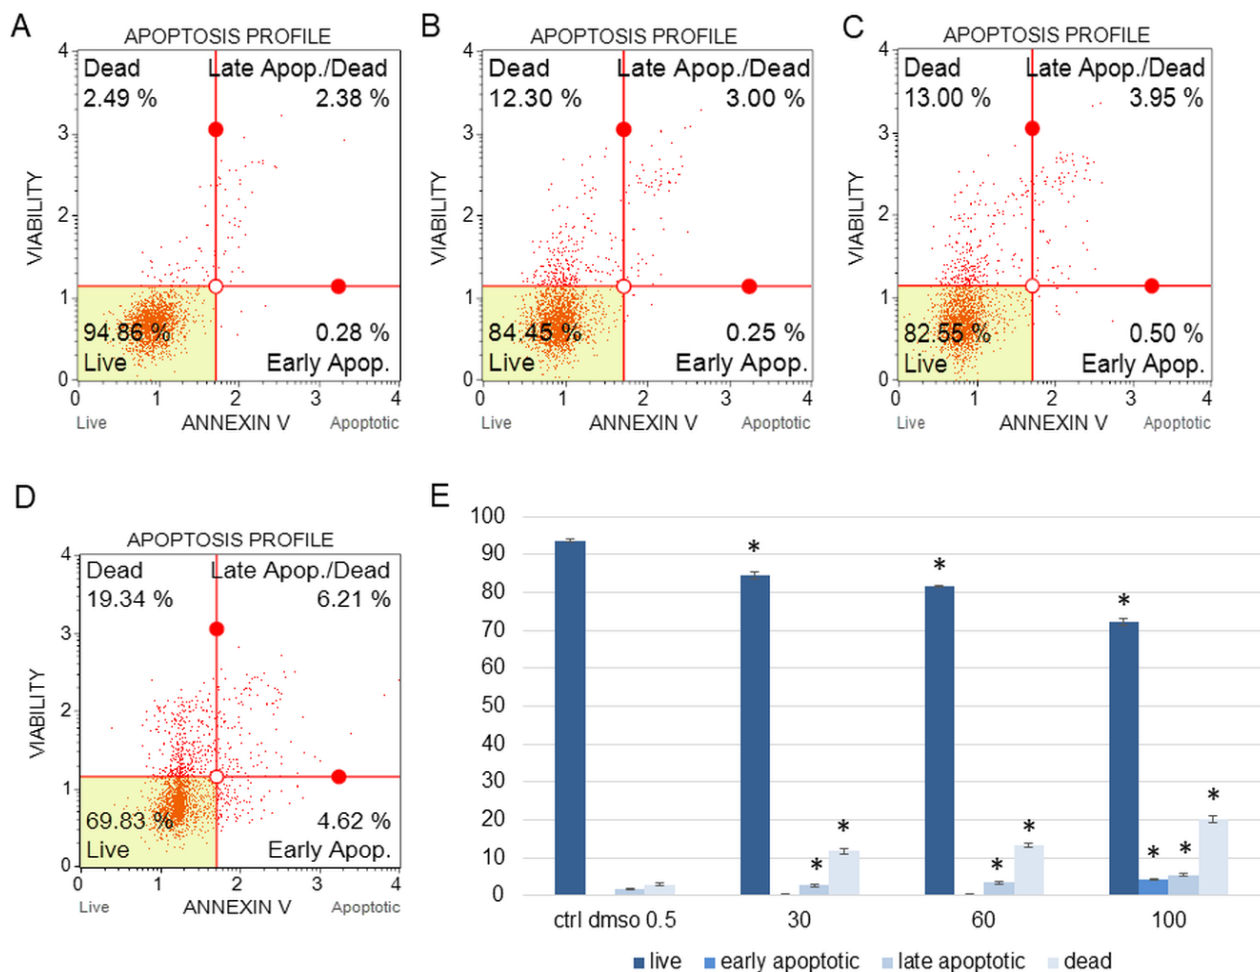 A
APOPTOSIS PROFILE
4
3
2
1
0
VIABILITY
Dead
2.49 %
Late Apop./Dead
2.38 %
94.86 %
Live
0.28 %
Early Apop.
0 1 2 3 4
Live ANNEXIN V Apoptotic
B
APOPTOSIS PROFILE
4
3
2
1
0
VIABILITY
Dead
12.30 %
Late Apop./Dead
3.00 %
84.45 %
Live
0.25 %
Early Apop.
0 1 2 3 4
Live ANNEXIN V Apoptotic
C
APOPTOSIS PROFILE
4
3
2
1
0
VIABILITY
Dead
13.00 %
Late Apop./Dead
3.95 %
82.55 %
Live
0.50 %
Early Apop.
0 1 2 3 4
Live ANNEXIN V Apoptotic
D
APOPTOSIS PROFILE
4
3
2
1
0
VIABILITY
Dead
19.34 %
Late Apop./Dead
6.21 %
69.83 %
Live
4.62 %
Early Apop.
0 1 2 3 4
Live ANNEXIN V Apoptotic
E
100
90
80
70
60
50
40
30
20
10
0
* * * * * * * * * *
ctrl dmso 0.5 30 60 100
live early apoptotic late apoptotic dead